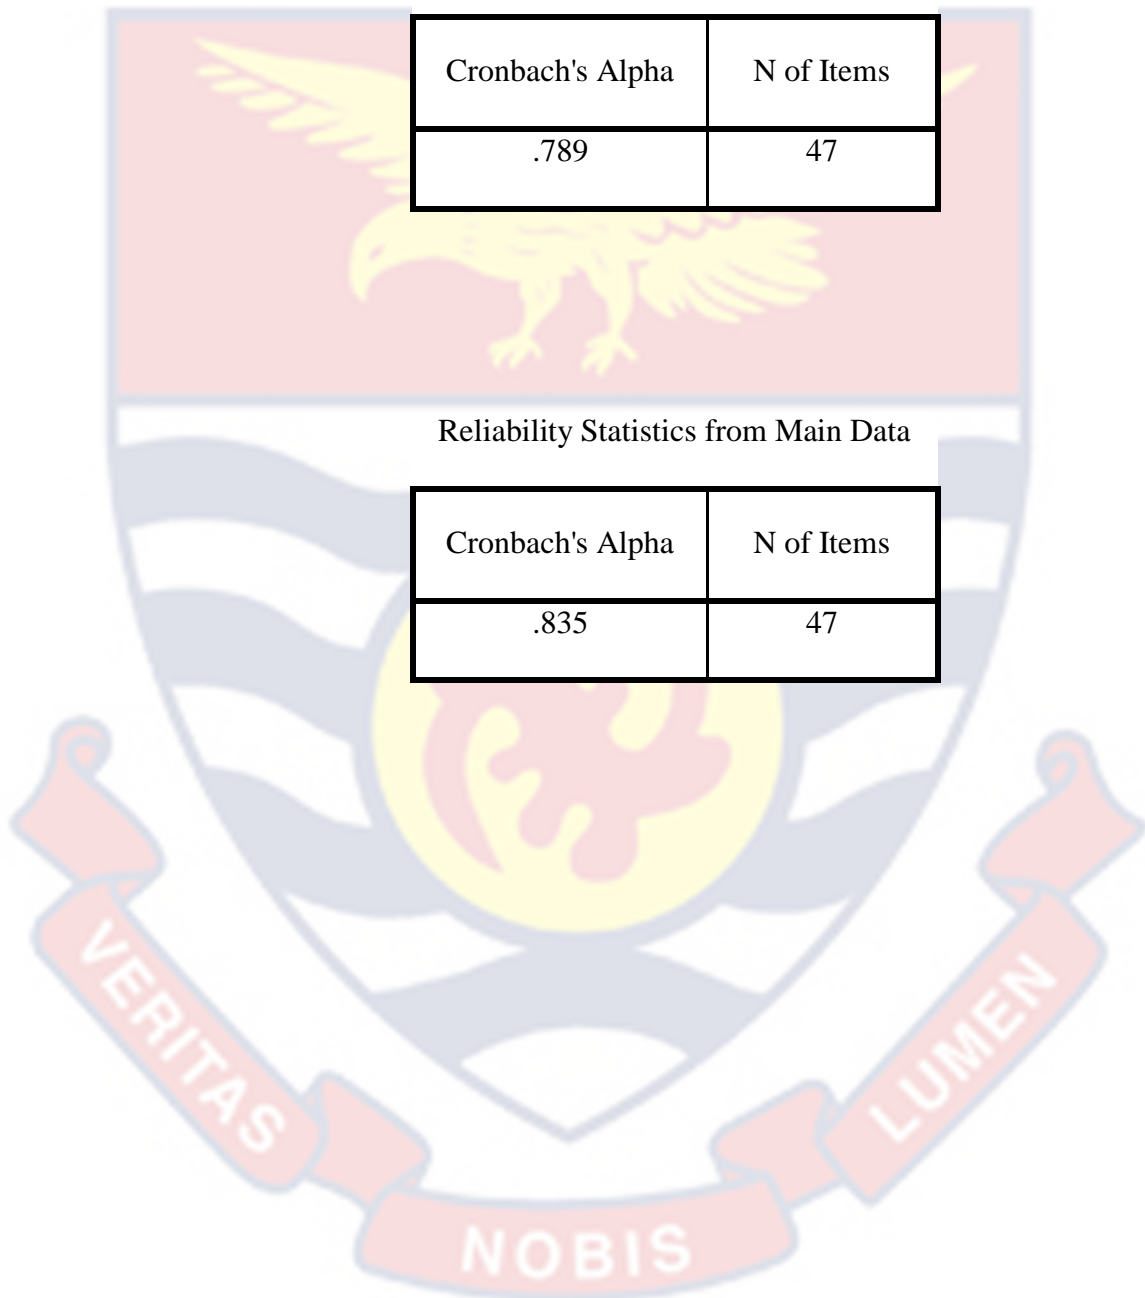 Cronbach's Alpha N of Items
.789 47
Reliability Statistics from Main Data
Cronbach's Alpha N of Items
.835 47
VERITAS
NOBIS
LUMEN